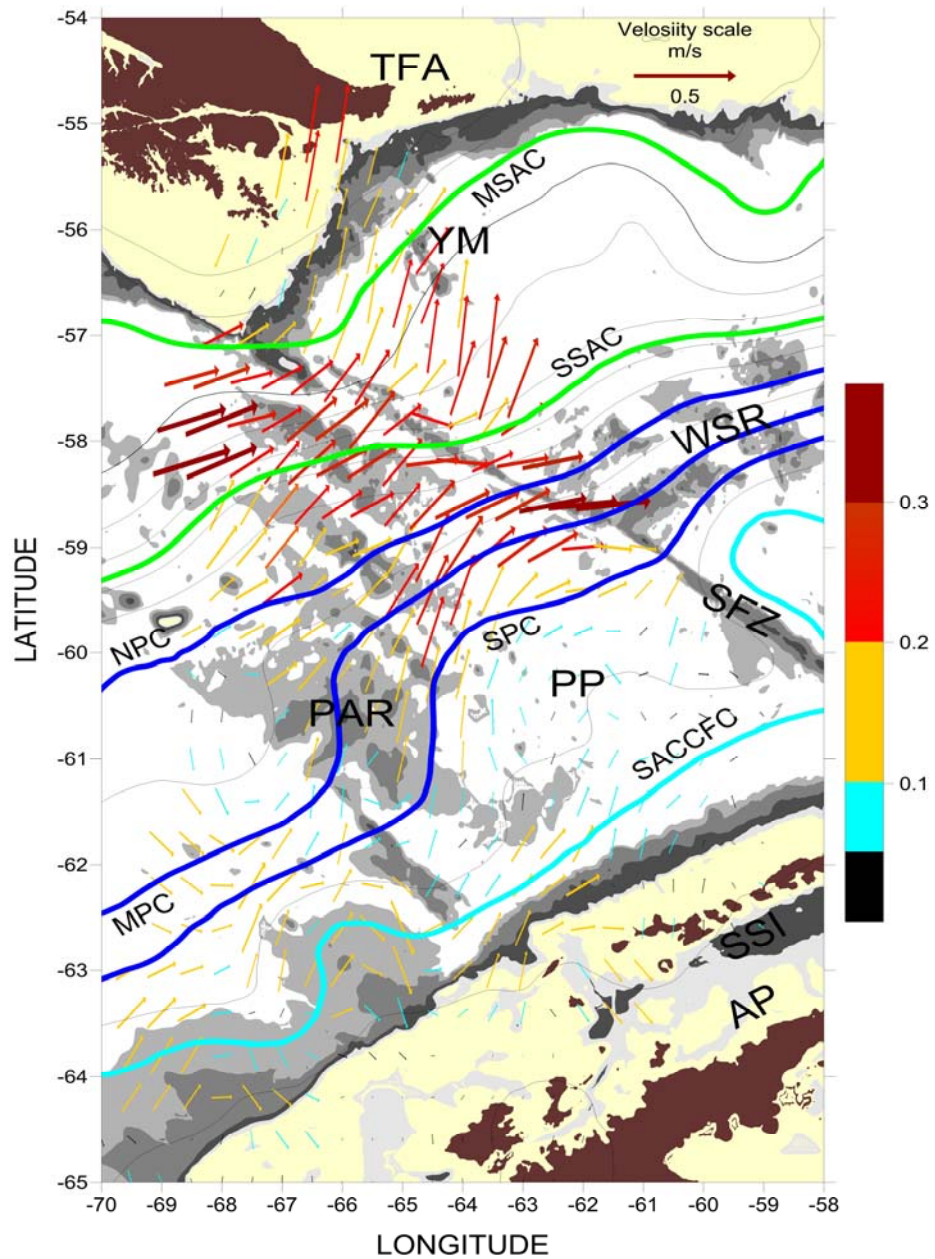 -54
-55
-56
-57
-58
-59
-60
-61
-62
-63
-64
-65
LATITUDE
TFA
Velosiity scale
m/s
0.5
MSAC
YM
SSAC
WSR
0.3
SFZ
NPC
SPC
0.2
PAR
PP
SACCFC
0.1
MPC
SSI
AP
-70 -69 -68 -67 -66 -65 -64 -63 -62 -61 -60 -59 -58
LONGITUDE